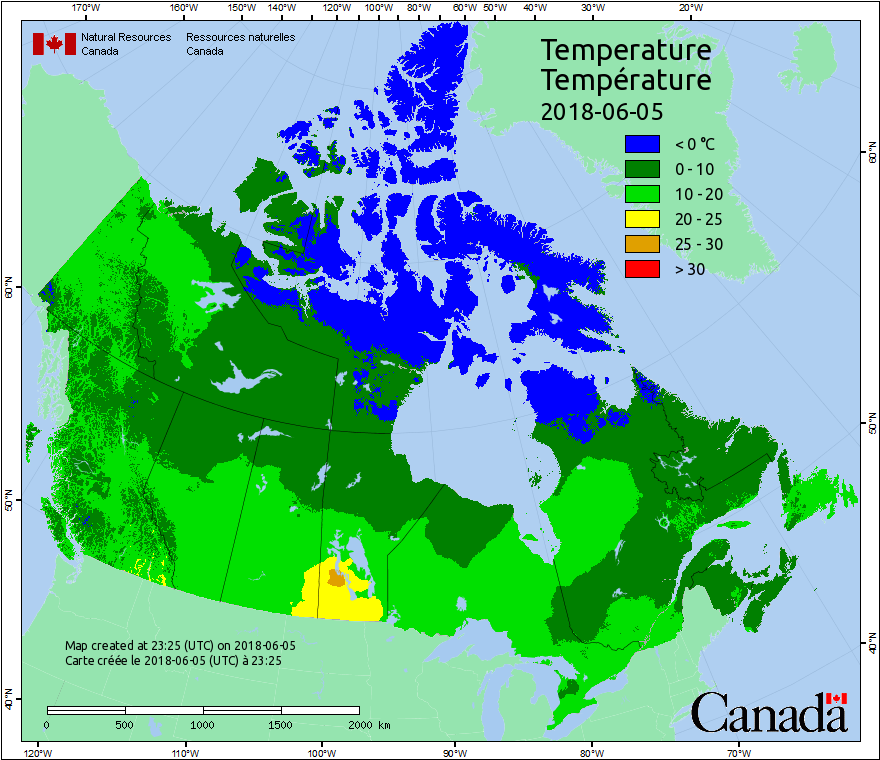 170°W 160°W 150°W 140°W 120°W 100°W 80°W 60°W 50°W 40°W 30°W 20°W
Natural Resources Ressources naturelles
Canada Canada
Temperature
Température
2018-06-05
< 0 °C
0 - 10
10 - 20
20 - 25
25 - 30
> 30
60°N
60°N
50°N
50°N
40°N
40°N
Map created at 23:25 (UTC) on 2018-06-05
Carte créée le 2018-06-05 (UTC) à 23:25
0 500 1000 1500 2000 km
Canada
120°W 110°W 100°W 90°W 80°W 70°W